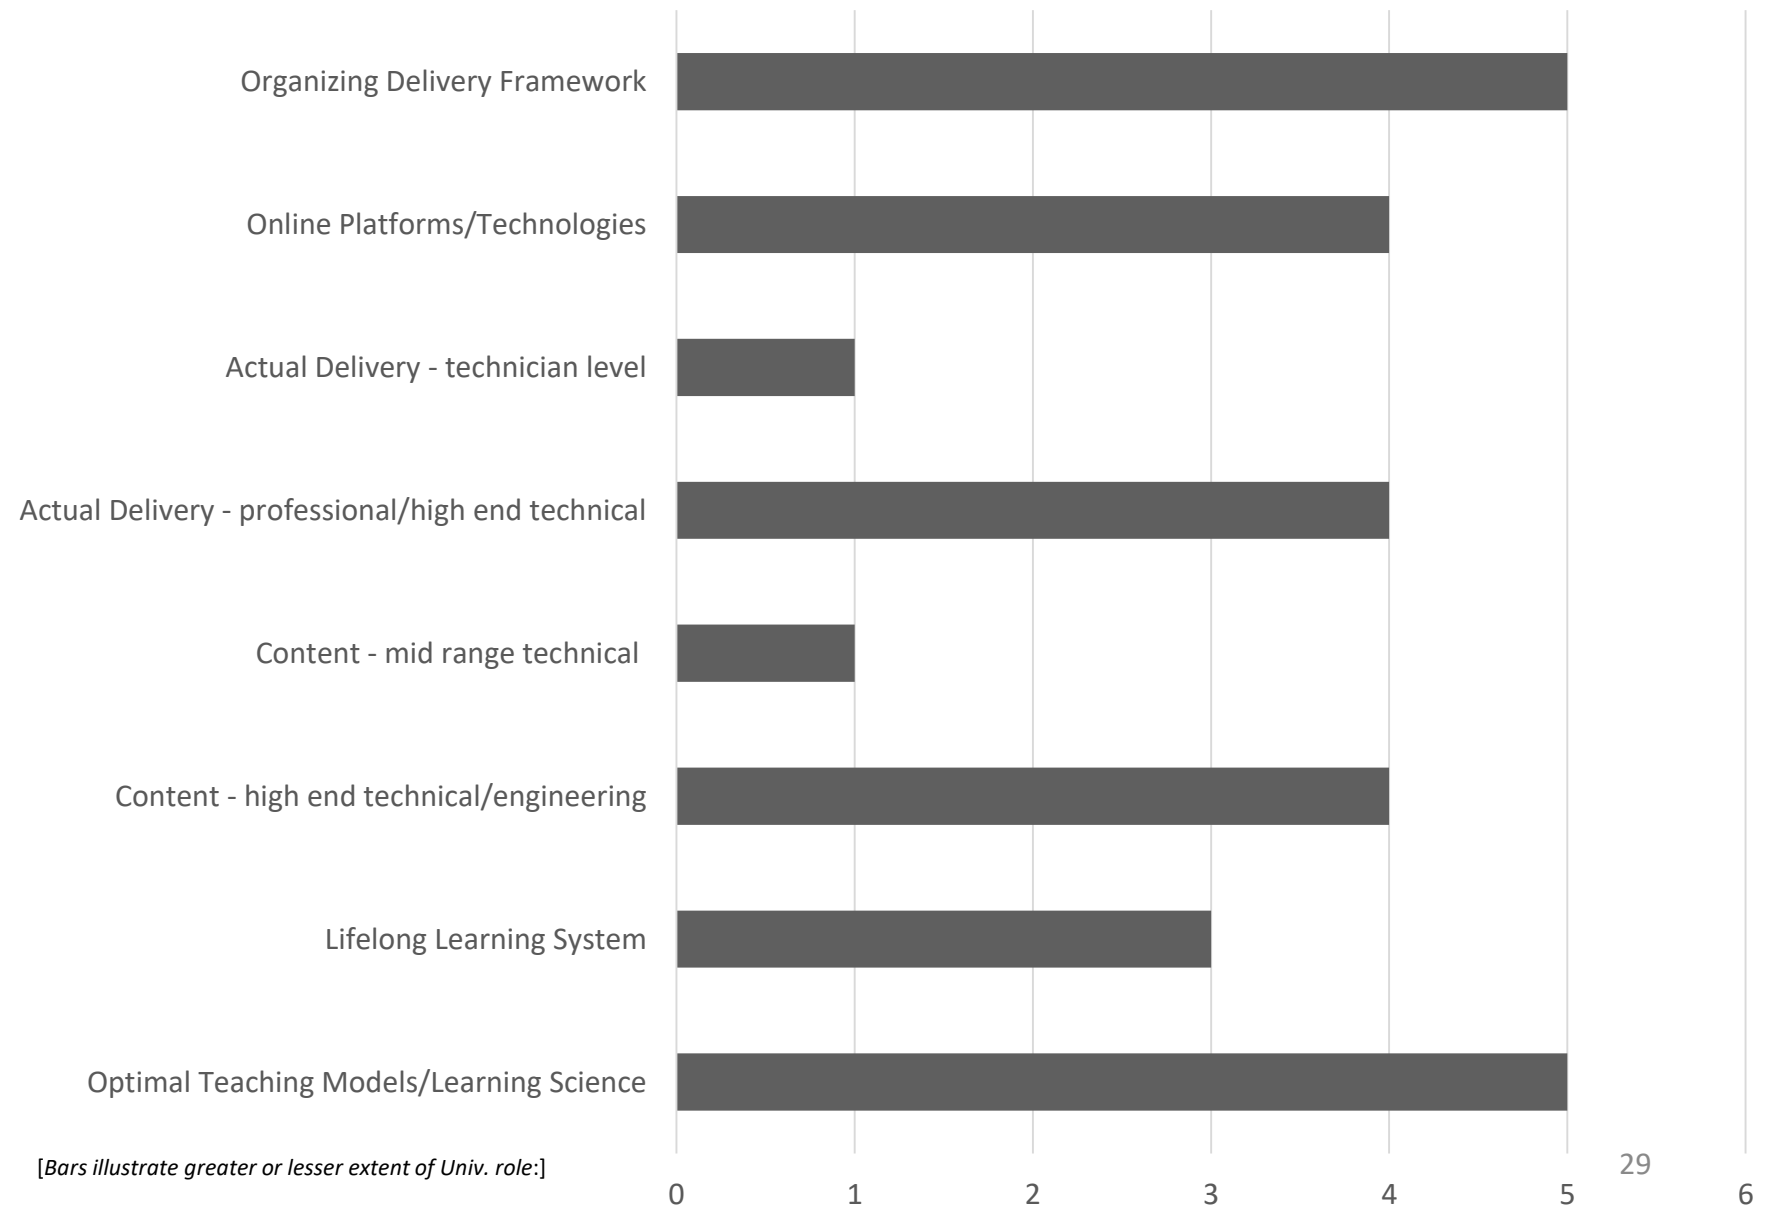 Organizing Delivery Framework
Online Platforms/Technologies
Actual Delivery - technician level
Actual Delivery - professional/high end technical
Content - mid range technical
Content - high end technical/engineering
Lifelong Learning System
Optimal Teaching Models/Learning Science
[Bars illustrate greater or lesser extent of Univ. role:]
29
0 1 2 3 4 5 6